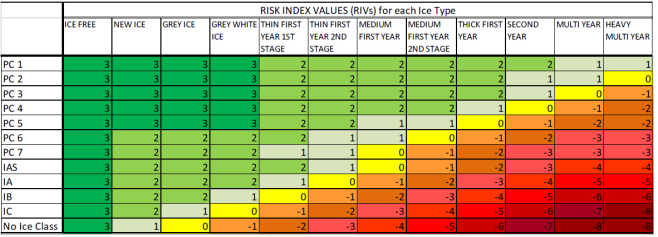 RISK INDEX VALUES (RIVs) for each Ice Type
ICE FREE NEW ICE GREY ICE GREY WHITE THIN FIRST THIN FIRST MEDIUM MEDIUM THICK FIRST SECOND MULTI YEAR HEAVY
ICE YEAR 1ST YEAR 2ND FIRST YEAR FIRST YEAR YEAR YEAR MULTI YEAR
STAGE STAGE 2ND STAGE
PC 1 3 3 3 3 2 2 2 2 2 2 1 1
PC 2 3 3 3 3 2 2 2 2 2 1 1 0
PC 3 3 3 3 3 2 2 2 2 2 1 0 -1
PC 4 3 3 3 3 2 2 2 2 1 0 -1 -2
PC 5 3 3 3 3 2 2 1 1 0 -1 -2 -2
PC 6 3 2 2 2 2 1 1 0 -1 -2 -3 -3
PC 7 3 2 2 2 1 1 0 -1 -2 -3 -3 -3
IAS 3 2 2 2 2 1 0 -1 -2 -3 -4 -4
IA 3 2 2 2 1 0 -1 -2 -3 -4 -5 -5
IB 3 2 2 1 0 -1 -2 -3 -4 -5 -6 -6
IC 3 2 1 0 -1 -2 -3 -4 -5 -6 -7 -8
No Ice Class 3 1 0 -1 -2 -3 -4 -5 -6 -7 -8 -8